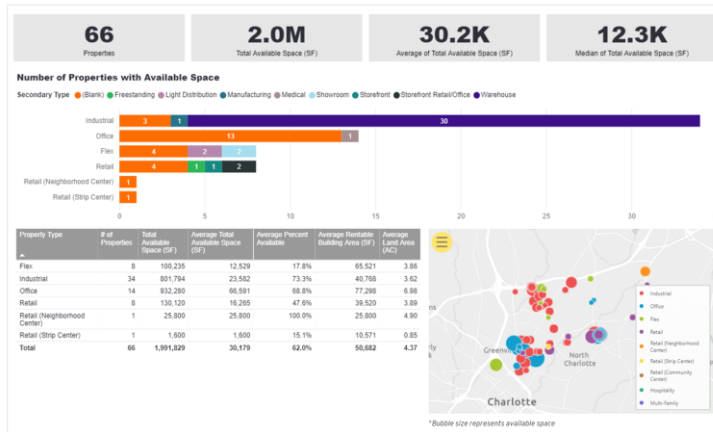 66
Properties
2.0M
Total Available Space (SF)
30.2K
Average of Total Available Space (SF)
12.3K
Median of Total Available Space (SF)
Number of Properties with Available Space
Secondary Type (Blank) Freestanding Light Distribution Manufacturing Medical Showroom Storefront Storefront Retail/Office Warehouse
Industrial 3 1 30
Office 13 1
Flex 4 2 2
Retail 4 1 1 2
Retail (Neighborhood Center) 1
Retail (Strip Center) 1
0 5 10 15 20 25 30
Property Type # of Properties Total Available Space (SF) Average Total Available Space (SF) Average Percent Available Average Rentable Building Area (SF) Average Land Area (AC)
Flex 8 100,235 12,529 17.8% 65,521 3.86
Industrial 34 801,794 23,582 73.3% 40,768 3.62
Office 14 932,280 66,591 68.8% 77,298 6.98
Retail 8 130,120 16,265 47.6% 39,520 3.89
Retail (Neighborhood Center) 1 25,800 25,800 100.0% 25,800 4.90
Retail (Strip Center) 1 1,600 1,600 15.1% 10,571 0.85
Total 66 1,991,829 30,179 62.0% 50,682 4.37
ns
erly
k
Greenvi
North
Charlotte
Charlotte
Industrial
Office
Flex
Retail
Retail (Neighborhood
Center)
Retail (Strip Center)
Retail (Community
Center)
Hospitality
Multi-Family
*Bubble size represents available space